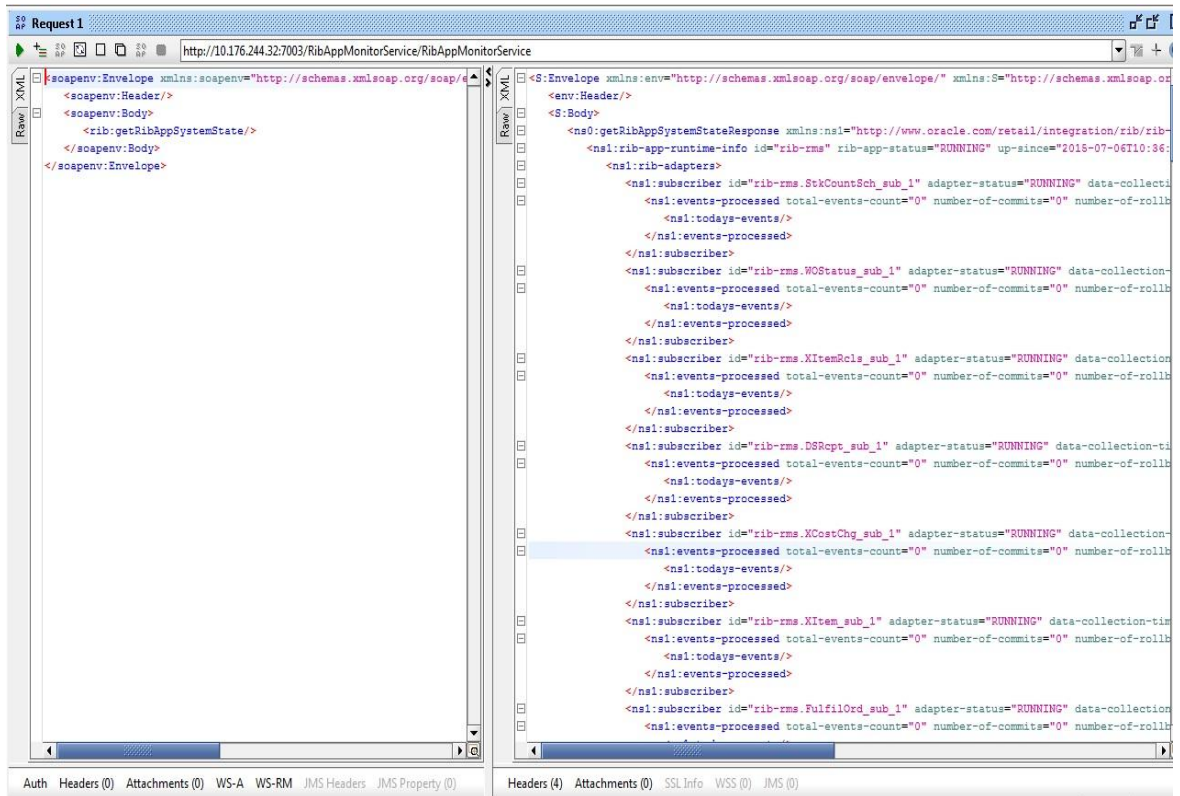 Request 1
http://10.176.244.32:7003/RibAppMonitorService/RibAppMonitorService
XML
Raw
<soapenv:Envelope xmlns:soapenv="http://schemas.xmlsoap.org/soap/e
<soapenv:Header/>
<soapenv:Body>
<rib:getRibAppSystemState/>
</soapenv:Body>
</soapenv:Envelope>
XML
Raw
<S:Envelope xmlns:env="http://schemas.xmlsoap.org/soap/envelope/" xmlns:S="http://schemas.xmlsoap.or
<env:Header/>
<S:Body>
<ns0:getRibAppSystemStateResponse xmlns:ns1="http://www.oracle.com/retail/integration/rib/rib-
<ns1:rib-app-runtime-info id="rib-rms" rib-app-status="RUNNING" up-since="2015-07-06T10:36:
<ns1:rib-adapters>
<ns1:subscriber id="rib-rms.StkCountSch_sub_1" adapter-status="RUNNING" data-collecti
<ns1:events-processed total-events-count="0" number-of-commits="0" number-of-rollb
<ns1:todays-events/>
</ns1:events-processed>
</ns1:subscriber>
<ns1:subscriber id="rib-rms.WOStatus_sub_1" adapter-status="RUNNING" data-collection-
<ns1:events-processed total-events-count="0" number-of-commits="0" number-of-rollb
<ns1:todays-events/>
</ns1:events-processed>
</ns1:subscriber>
<ns1:subscriber id="rib-rms.XItemRcls_sub_1" adapter-status="RUNNING" data-collection
<ns1:events-processed total-events-count="0" number-of-commits="0" number-of-rollb
<ns1:todays-events/>
</ns1:events-processed>
</ns1:subscriber>
<ns1:subscriber id="rib-rms.DSRcpt_sub_1" adapter-status="RUNNING" data-collection-ti
<ns1:events-processed total-events-count="0" number-of-commits="0" number-of-rollb
<ns1:todays-events/>
</ns1:events-processed>
</ns1:subscriber>
<ns1:subscriber id="rib-rms.XCostChg_sub_1" adapter-status="RUNNING" data-collection-
<ns1:events-processed total-events-count="0" number-of-commits="0" number-of-rollb
<ns1:todays-events/>
</ns1:events-processed>
</ns1:subscriber>
<ns1:subscriber id="rib-rms.XItem_sub_1" adapter-status="RUNNING" data-collection-tim
<ns1:events-processed total-events-count="0" number-of-commits="0" number-of-rollb
<ns1:todays-events/>
</ns1:events-processed>
</ns1:subscriber>
<ns1:subscriber id="rib-rms.FulfilOrd_sub_1" adapter-status="RUNNING" data-collection
<ns1:events-processed total-events-count="0" number-of-commits="0" number-of-rollb
Auth Headers (0) Attachments (0) WS-A WS-RM JMS Headers JMS Property (0)
Headers (4) Attachments (0) SSL Info WSS (0) JMS (0)